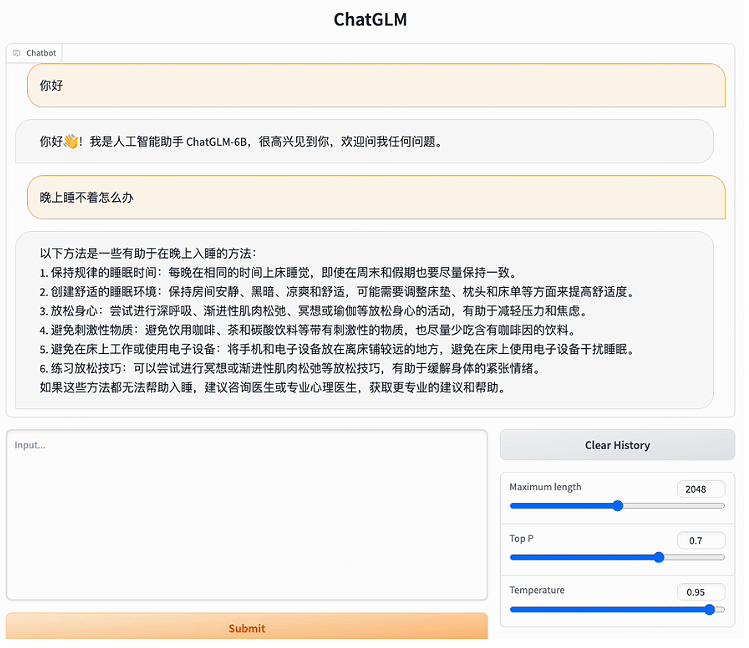 ChatGLM
Chatbot
你好
你好👋！我是人工智能助手 ChatGLM-6B，很高兴见到你，欢迎问我任何问题。
晚上睡不着怎么办
以下方法是一些有助于在晚上入睡的方法：
1. 保持规律的睡眠时间：每晚在相同的时间上床睡觉，即使在周末和假期也要尽量保持一致。
2. 创建舒适的睡眠环境：保持房间安静、黑暗、凉爽和舒适，可能需要调整床垫、枕头和床单等方面来提高舒适度。
3. 放松身心：尝试进行深呼吸、渐进性肌肉松弛、冥想或瑜伽等放松身心的活动，有助于减轻压力和焦虑。
4. 避免刺激性物质：避免饮用咖啡、茶和碳酸饮料等带有刺激性的物质，也尽量少吃含有咖啡因的饮料。
5. 避免在床上工作或使用电子设备：将手机和电子设备放在离床铺较远的地方，避免在床上使用电子设备干扰睡眠。
6. 练习放松技巧：可以尝试进行冥想或渐进性肌肉松弛等放松技巧，有助于缓解身体的紧张情绪。
如果这些方法都无法帮助入睡，建议咨询医生或专业心理医生，获取更专业的建议和帮助。
Input...
Clear History
Maximum length 2048
Top P 0.7
Temperature 0.95
Submit